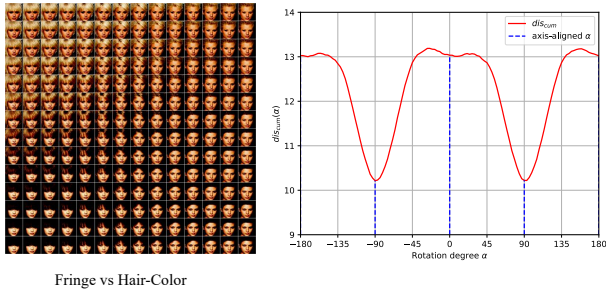 14
13
12
11
10
9
dis_cum(α)
dis_cum
axis-aligned α
−180 −135 −90 −45 0 45 90 135 180
Rotation degree α
Fringe vs Hair-Color